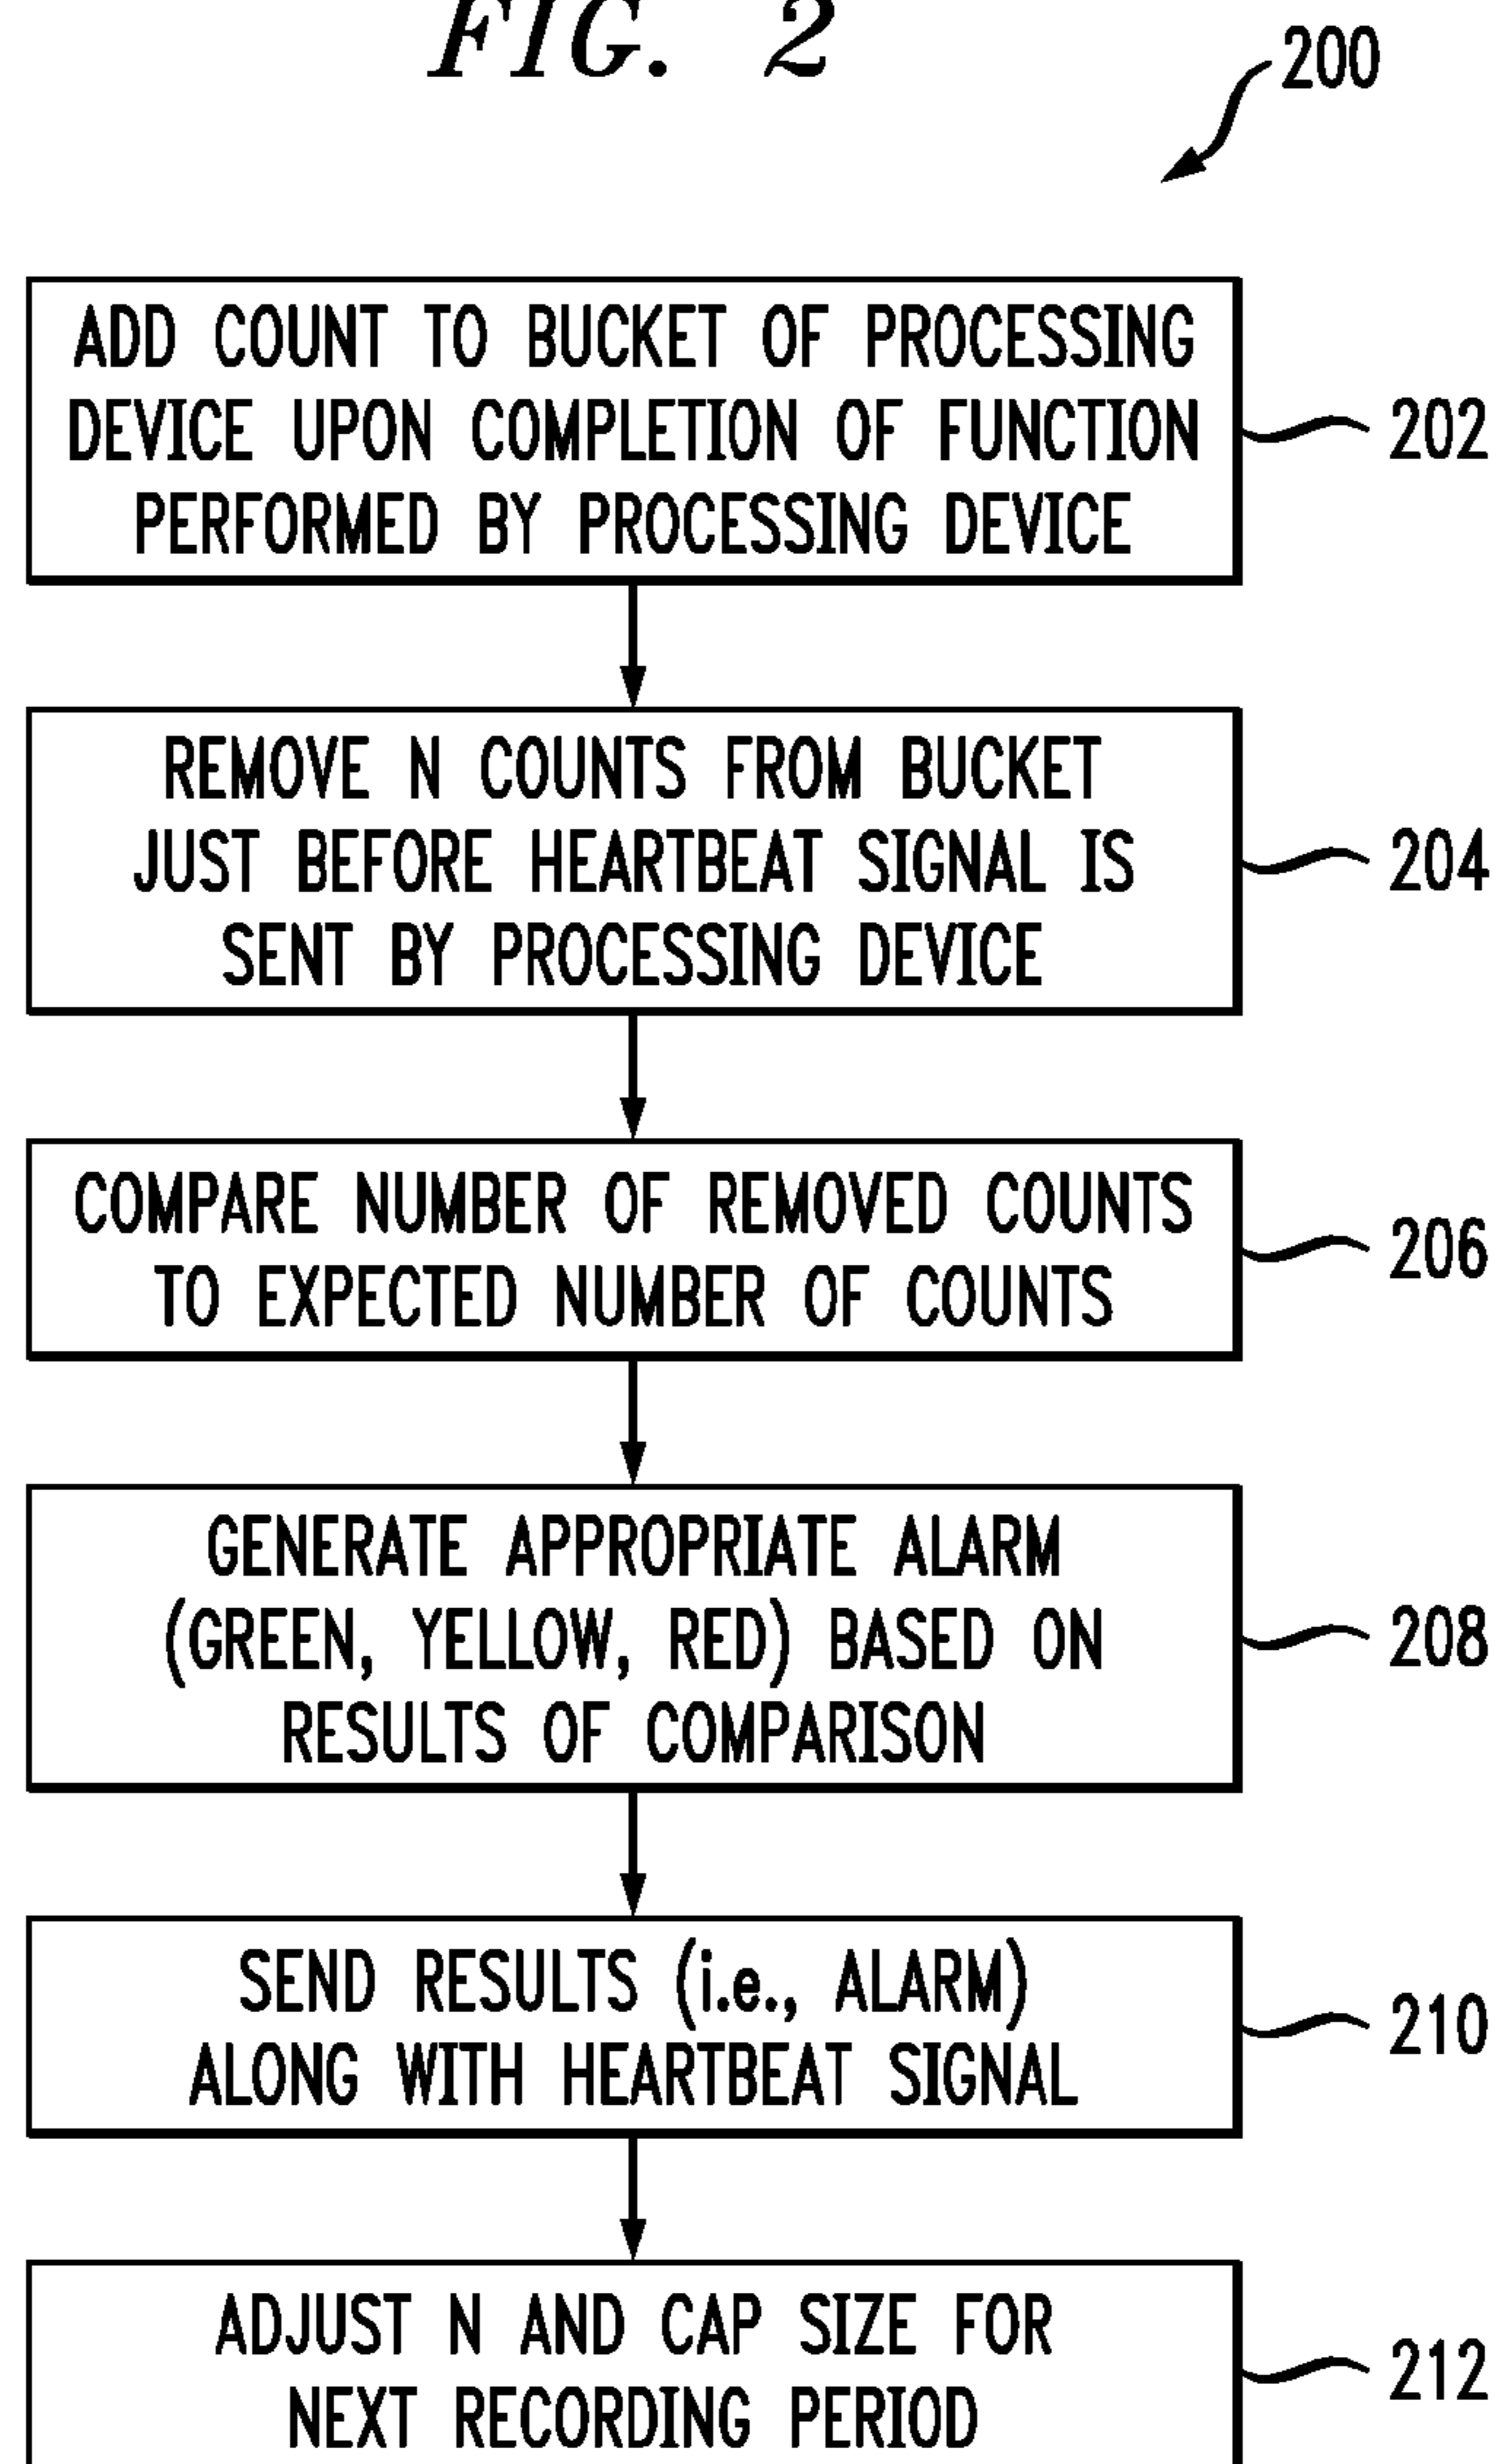 FIG. 2
200
ADD COUNT TO BUCKET OF PROCESSING
DEVICE UPON COMPLETION OF FUNCTION
PERFORMED BY PROCESSING DEVICE
202
REMOVE N COUNTS FROM BUCKET
JUST BEFORE HEARTBEAT SIGNAL IS
SENT BY PROCESSING DEVICE
204
COMPARE NUMBER OF REMOVED COUNTS
TO EXPECTED NUMBER OF COUNTS
206
GENERATE APPROPRIATE ALARM
(GREEN, YELLOW, RED) BASED ON
RESULTS OF COMPARISON
208
SEND RESULTS (i.e., ALARM)
ALONG WITH HEARTBEAT SIGNAL
210
ADJUST N AND CAP SIZE FOR
NEXT RECORDING PERIOD
212